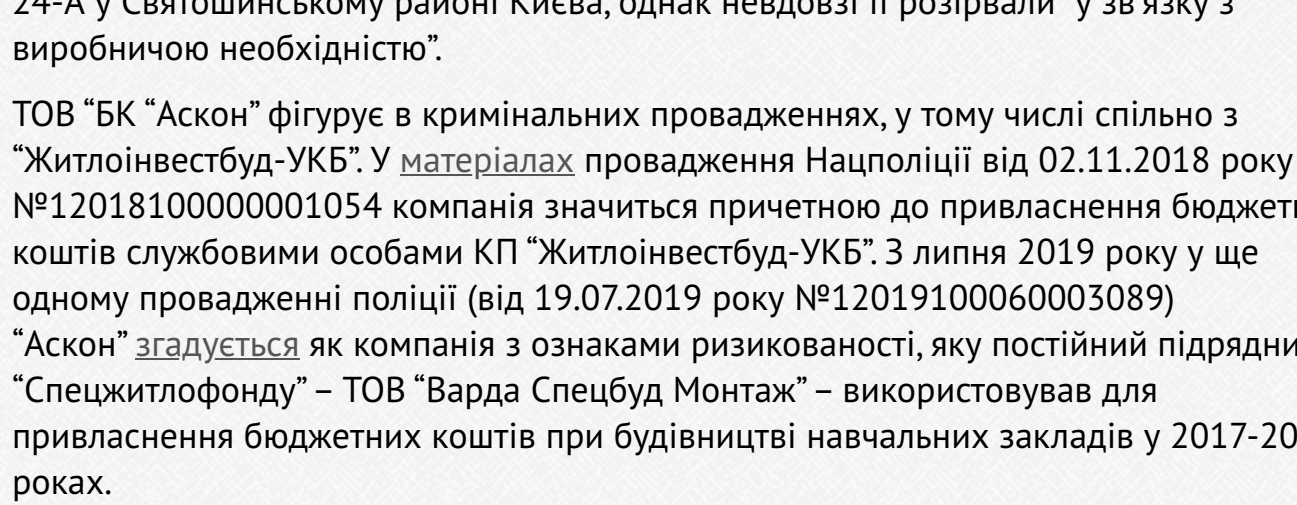 24-А у Святошинському районі Києва, однак невдовзі її розірвали “у зв’язку з
виробничою необхідністю”.
ТОВ “БК “Аскон” фігурує в кримінальних провадженнях, у тому числі спільно з
“Житлоінвестбуд-УКБ”. У матеріалах провадження Нацполіції від 02.11.2018 року
№12018100000001054 компанія значиться причетною до привласнення
коштів службовими особами КП “Житлоінвестбуд-УКБ”. З липня 2019 року у ще
одному провадженні поліції (від 19.07.2019 року №12019100060003089)
“Аскон” згадується як компанія з ознаками ризикованості, яку постійний
“Спецжитлофонду” – ТОВ “Варда Спецбуд Монтаж” – використовував для
привласнення бюджетних коштів при будівництві навчальних закладів у
роках.